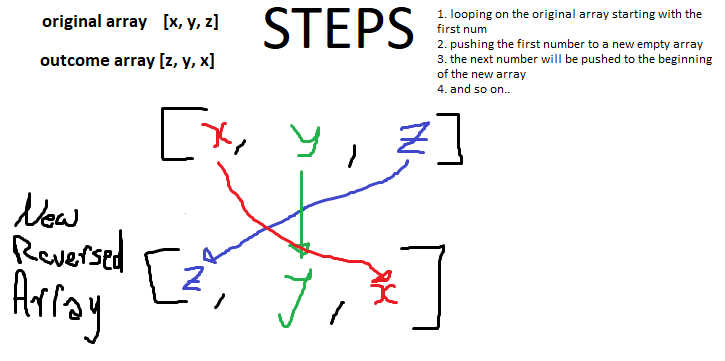 original array [x, y, z]
outcome array [z, y, x]
STEPS
1. looping on the original array starting with the
first num
2. pushing the first number to a new empty array
3. the next number will be pushed to the beginning
of the new array
4. and so on..
[x, y, z]
New
Reversed
Array
[z, y, x]